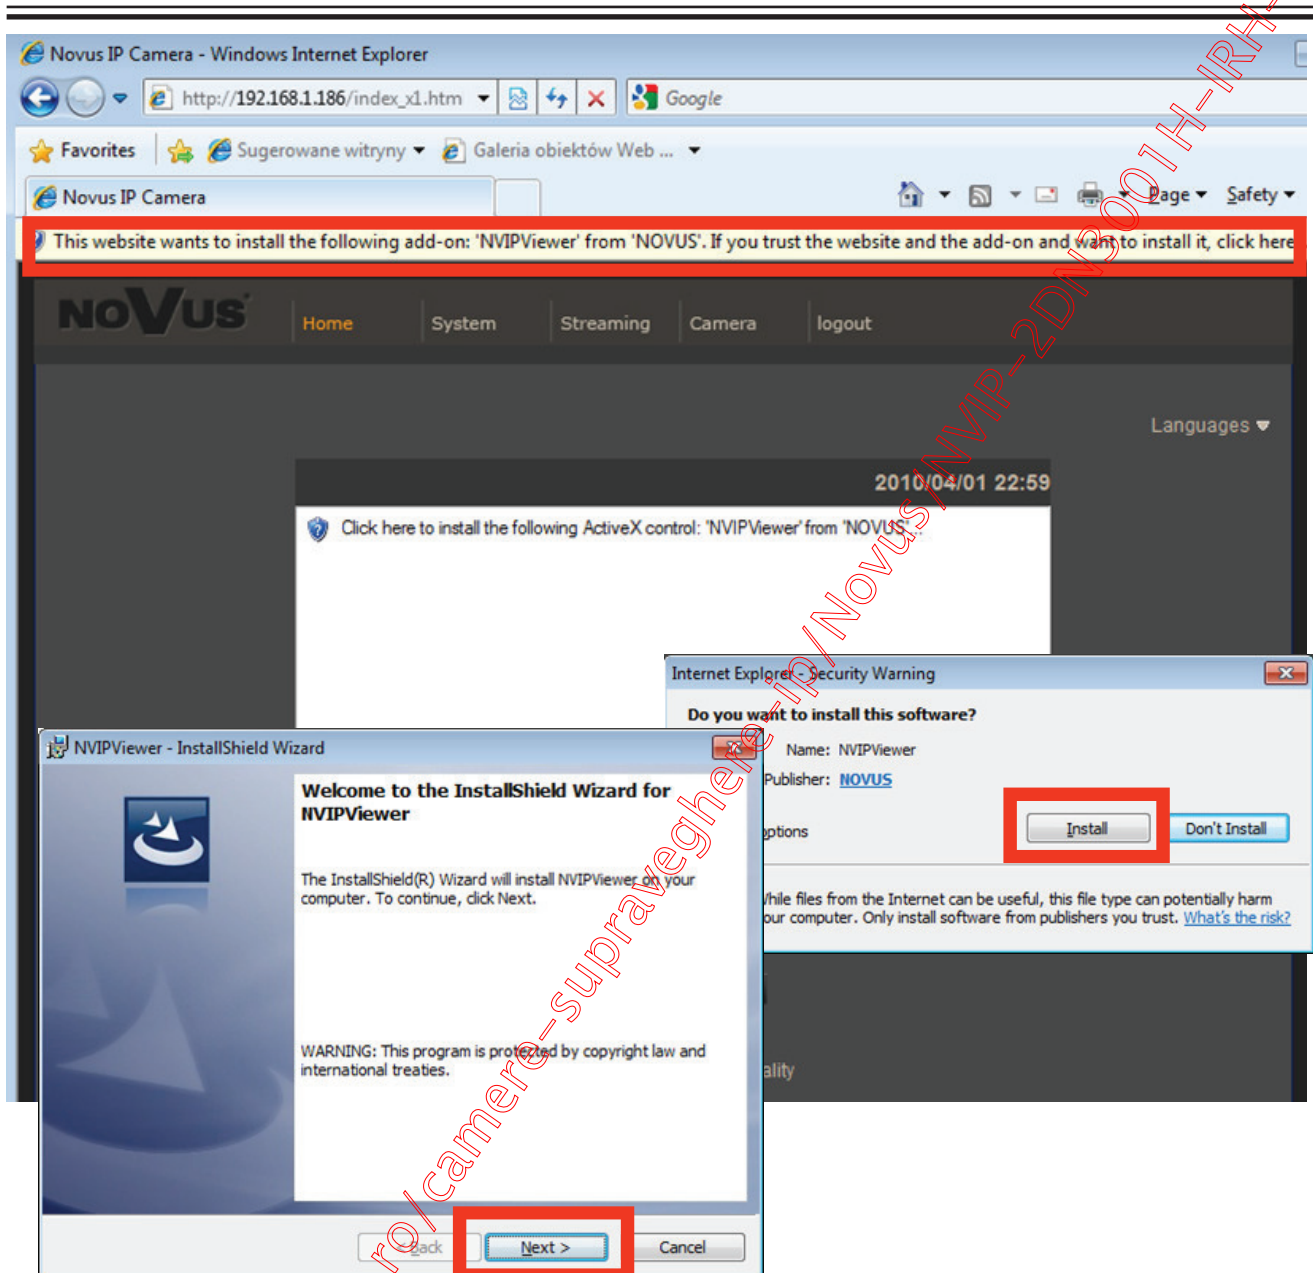 Novus IP Camera - Windows Internet Explorer
http://192.168.1.186/index_x1.htm
Google
Favorites
Sugerowane witryny
Galeria obiektów Web ...
Novus IP Camera
Page
Safety
This website wants to install the following add-on: 'NVIPViewer' from 'NOVUS'. If you trust the website and the add-on and want to install it, click here
NOVUS
Home
System
Streaming
Camera
logout
Languages
2010/04/01 22:59
Click here to install the following ActiveX control: 'NVIPViewer' from 'NOVUS'...
Internet Explorer - Security Warning
Do you want to install this software?
Name: NVIPViewer
Publisher: NOVUS
options
Install
Don't Install
While files from the Internet can be useful, this file type can potentially harm
your computer. Only install software from publishers you trust. What's the risk?
NVIPViewer - InstallShield Wizard
Welcome to the InstallShield Wizard for
NVIPViewer
The InstallShield(R) Wizard will install NVIPViewer on your
computer. To continue, click Next.
WARNING: This program is protected by copyright law and
international treaties.
ality
< Back
Next >
Cancel
ro/camere-supraveghere-ip/Novus/NVIP-2DN3001H-IRH-